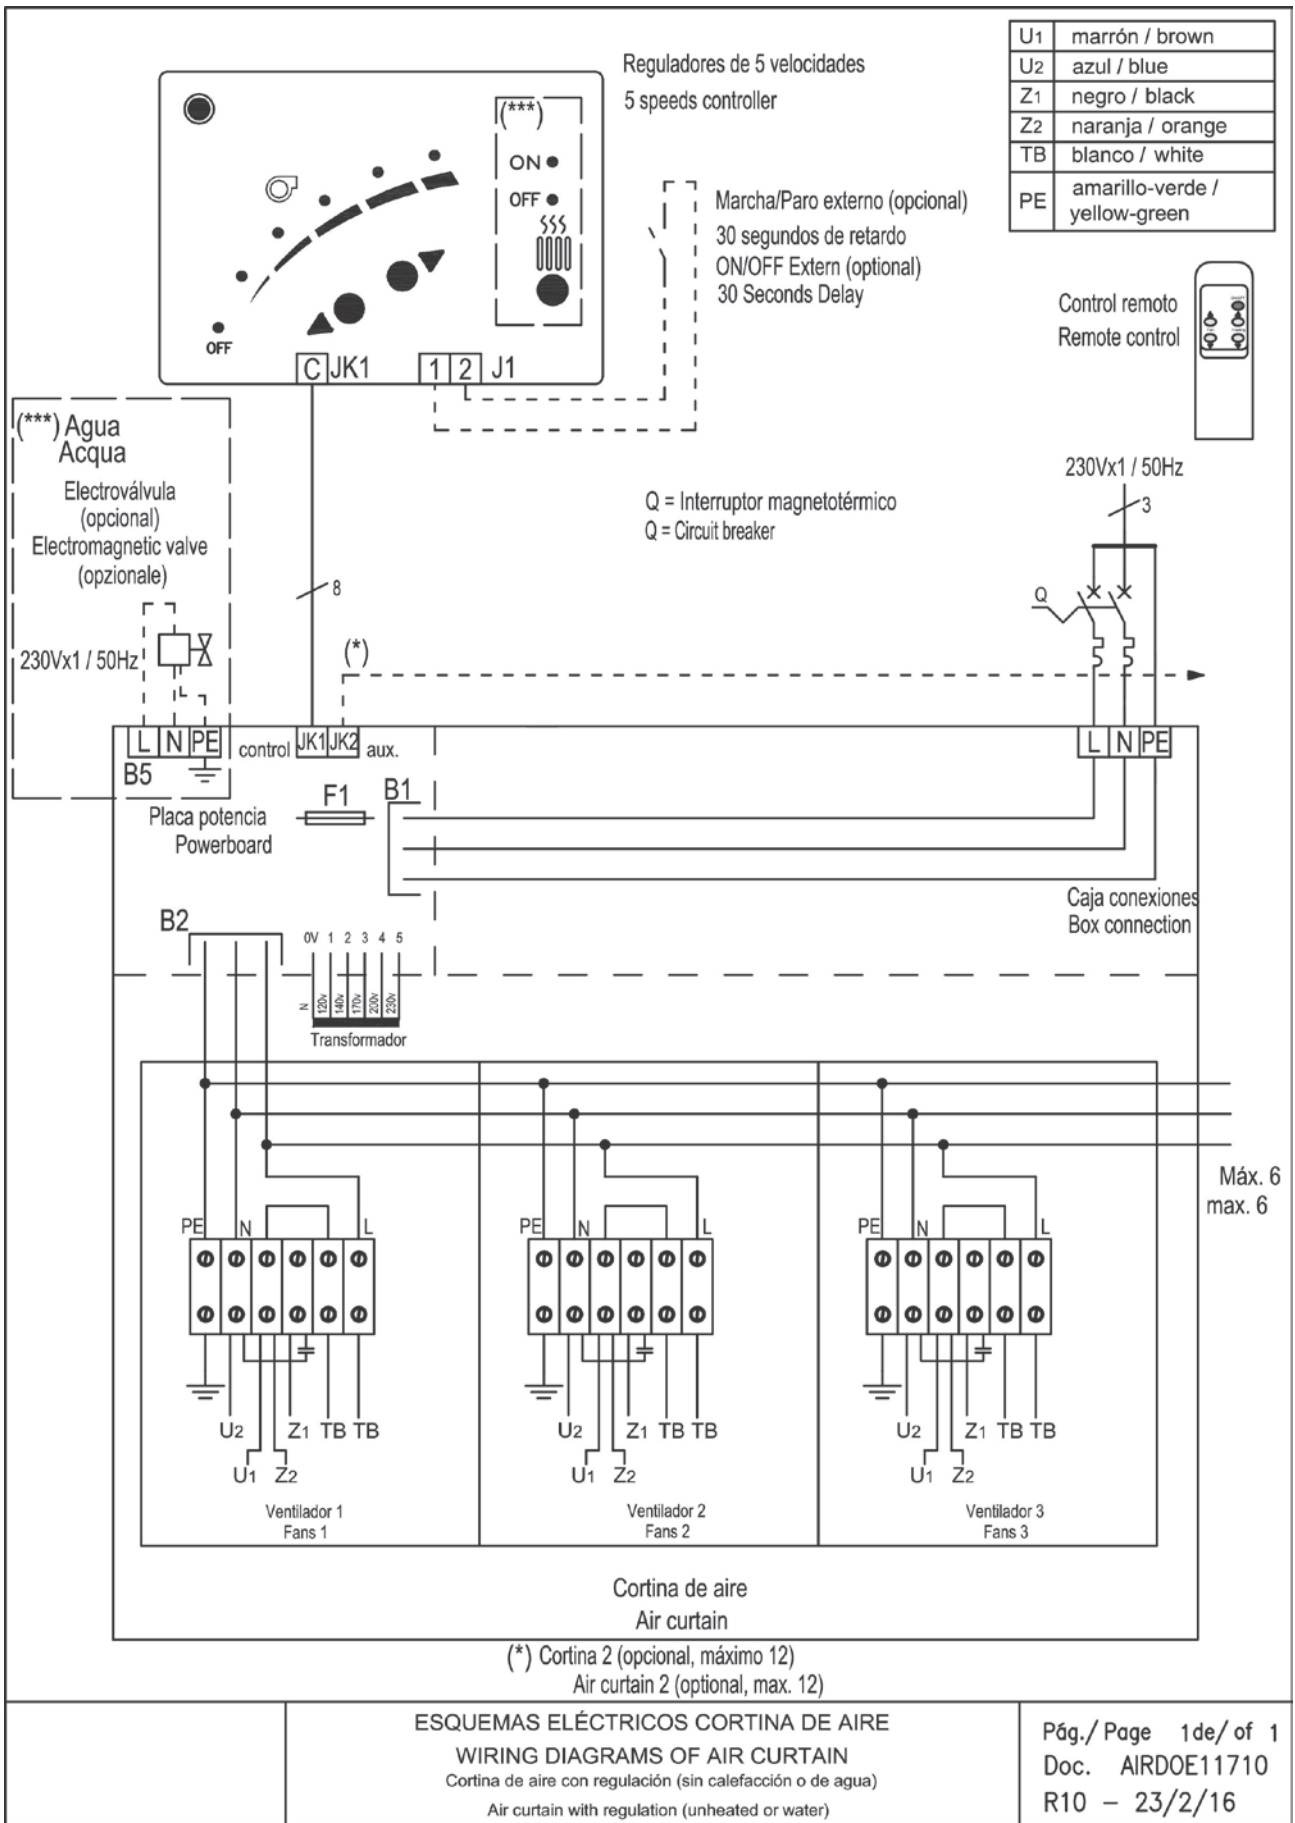 U1 marrón / brown
U2 azul / blue
Z1 negro / black
Z2 naranja / orange
TB blanco / white
PE amarillo-verde /
yellow-green
Reguladores de 5 velocidades
5 speeds controller
(***)
ON
OFF
OFF
C JK1
1 2 J1
Marcha/Paro externo (opcional)
30 segundos de retardo
ON/OFF Extern (optional)
30 Seconds Delay
Control remoto
Remote control
(***) Agua
Acqua
Electroválvula
(opcional)
Electromagnetic valve
(opzionale)
230Vx1 / 50Hz
Q = Interruptor magnetotérmico
Q = Circuit breaker
230Vx1 / 50Hz
3
Q
8
(*)
L N PE
B5
control JK1 JK2 aux.
L N PE
Placa potencia
Powerboard
F1
B1
Caja conexiones
Box connection
B2
0V 1 2 3 4 5
N 120v 140v 170v 200v 230v
Transformador
Máx. 6
max. 6
PE N L
U2 Z1 TB TB
U1 Z2
Ventilador 1
Fans 1
PE N L
U2 Z1 TB TB
U1 Z2
Ventilador 2
Fans 2
PE N L
U2 Z1 TB TB
U1 Z2
Ventilador 3
Fans 3
Cortina de aire
Air curtain
(*) Cortina 2 (opcional, máximo 12)
Air curtain 2 (optional, max. 12)
ESQUEMAS ELÉCTRICOS CORTINA DE AIRE
WIRING DIAGRAMS OF AIR CURTAIN
Cortina de aire con regulación (sin calefacción o de agua)
Air curtain with regulation (unheated or water)
Pág./Page 1de/of 1
Doc. AIRDOE11710
R10 - 23/2/16